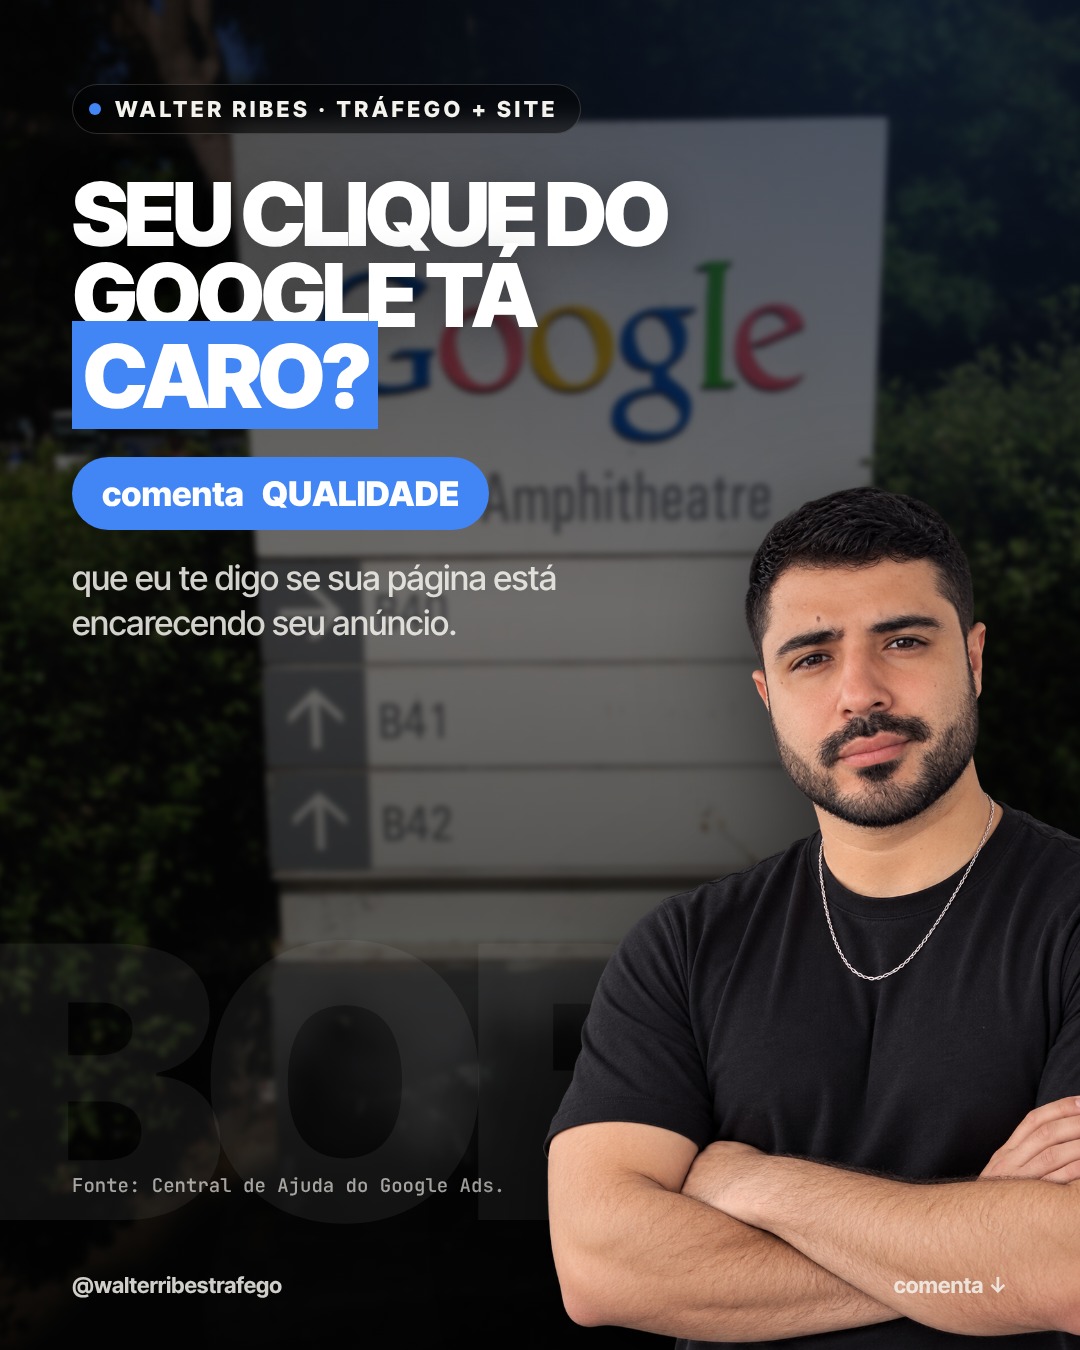 WALTER RIBES · TRÁFEGO + SITE
SEU CLIQUE DO
GOOGLE TÁ
CARO?
Google
comenta QUALIDADE
Amphitheatre
que eu te digo se sua página está
encarecendo seu anúncio.
B41
B42
BO
Fonte: Central de Ajuda do Google Ads.
@walterribestrafego
comenta ↓